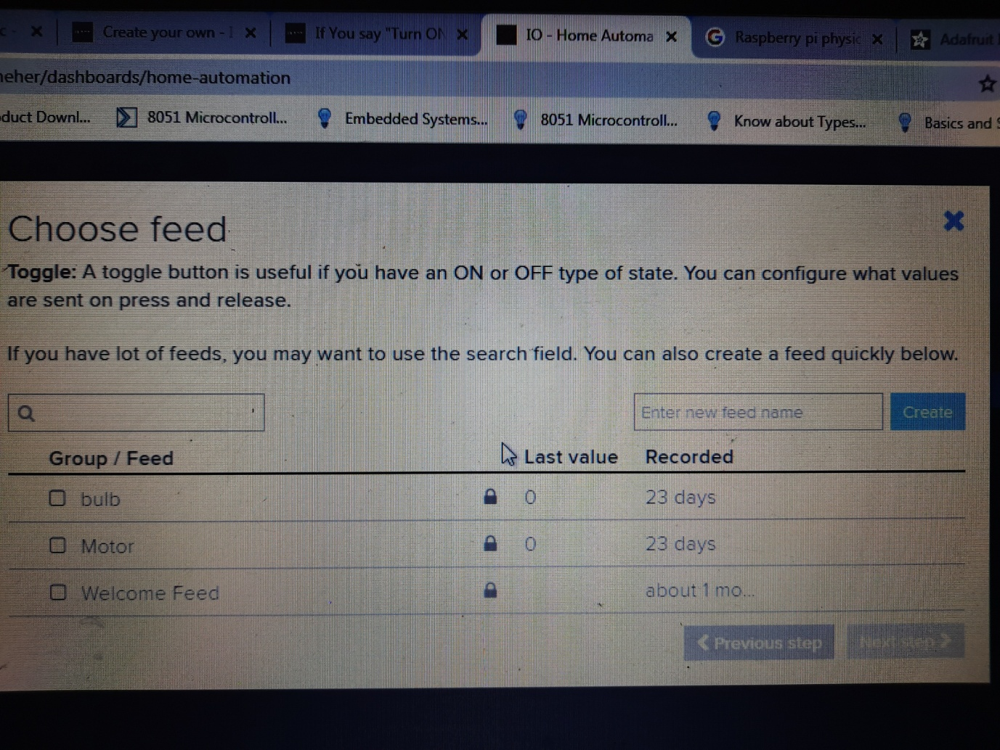 Create your own -
If You say "Turn
IO - Home Automa
Raspberry pi physic
Adafruit
/dashboards/home-automation
Downl...
8051 Microcontroll...
Embedded Systems...
8051 Microcontroll...
Know about Types...
Basics and
Choose feed
Toggle: A toggle button is useful if you have an ON or OFF type of state. You can configure what values
are sent on press and release.
If you have lot of feeds, you may want to use the search field. You can also create a feed quickly below.
Enter new feed name
Create
Group / Feed Last value Recorded
bulb 0 23 days
Motor 0 23 days
Welcome Feed about 1 mo...
Previous step
Next step